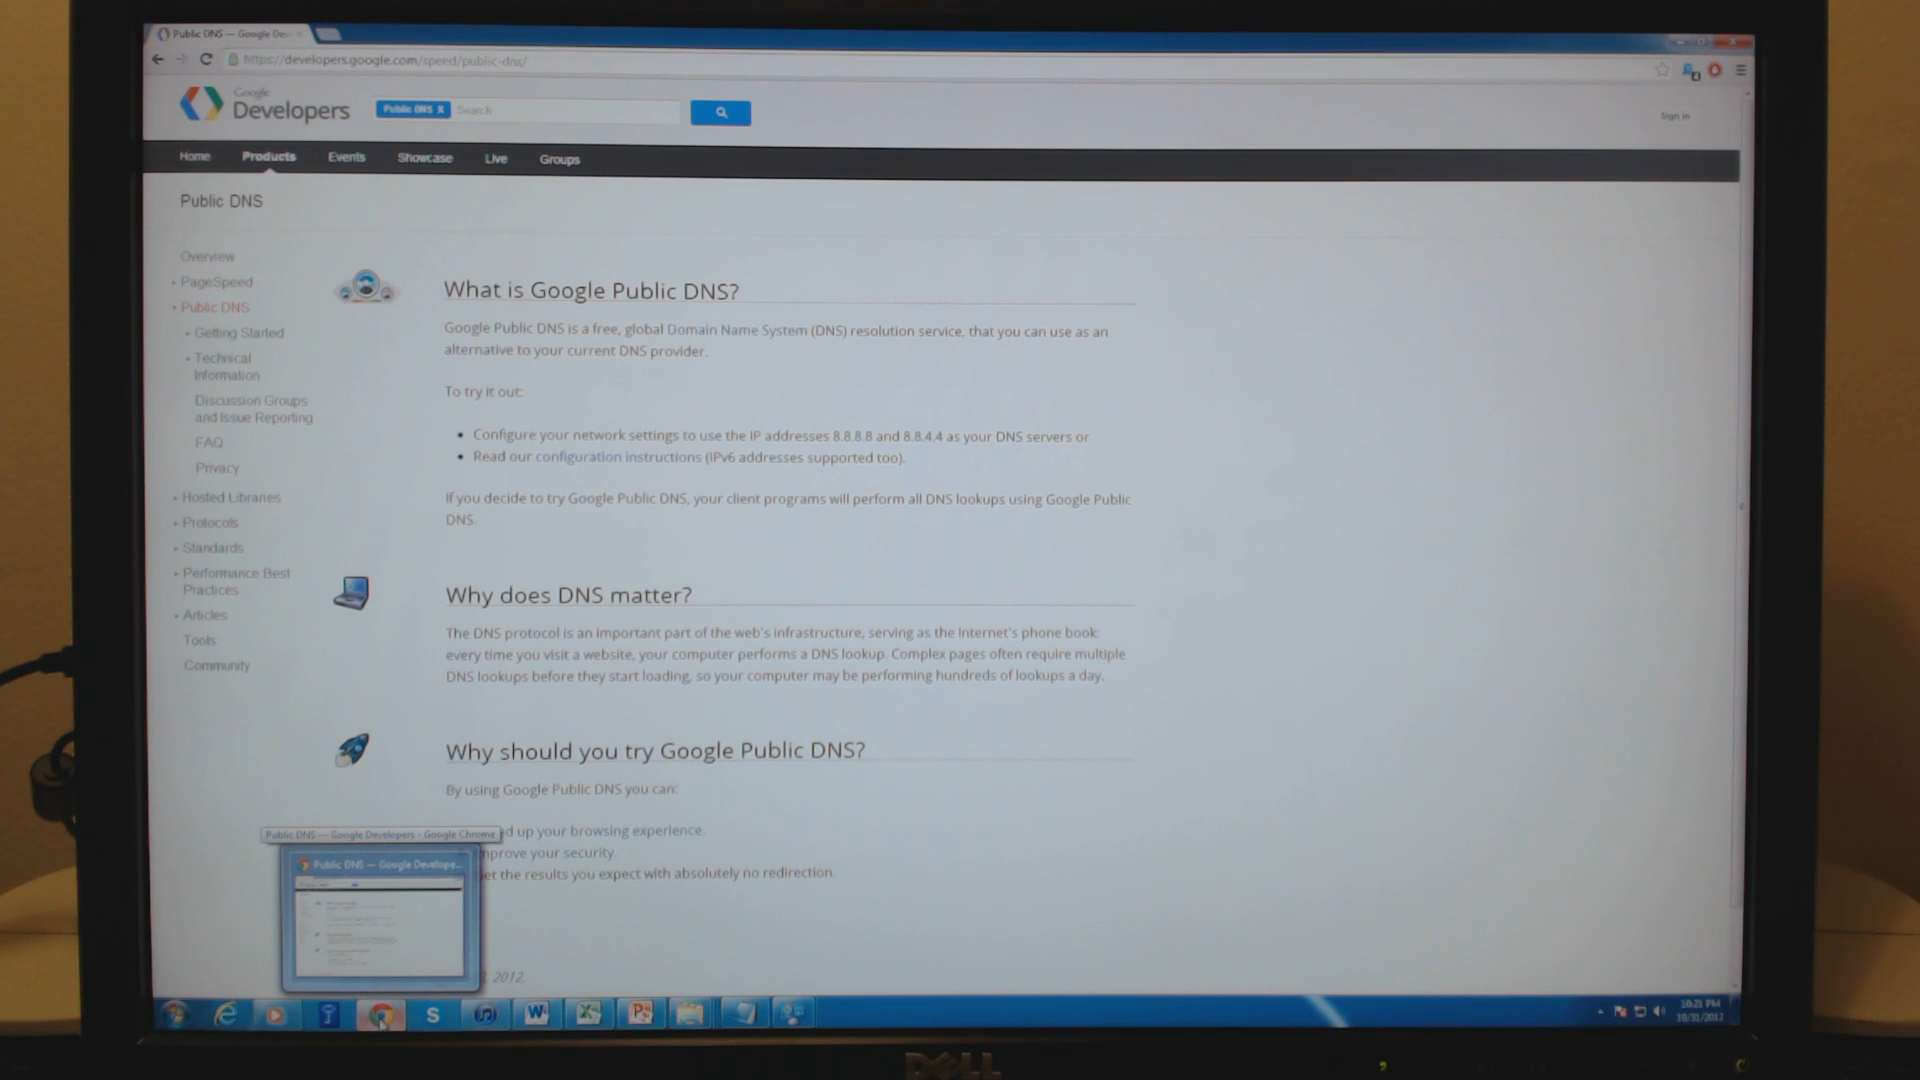 Public DNS — Google Dev
https://developers.google.com/speed/public-dns/
Google
Developers
Public DNS X
Search
Sign in
Home
Products
Events
Showcase
Live
Groups
Public DNS
Overview
PageSpeed
Public DNS
Getting Started
Technical
Information
Discussion Groups
and Issue Reporting
FAQ
Privacy
Hosted Libraries
Protocols
Standards
Performance Best
Practices
Articles
Tools
Community
What is Google Public DNS?
Google Public DNS is a free, global Domain Name System (DNS) resolution service, that you can use as an
alternative to your current DNS provider.
To try it out:
Configure your network settings to use the IP addresses 8.8.8.8 and 8.8.4.4 as your DNS servers or
Read our configuration instructions (IPv6 addresses supported too).
If you decide to try Google Public DNS, your client programs will perform all DNS lookups using Google Public
DNS.
Why does DNS matter?
The DNS protocol is an important part of the web's infrastructure, serving as the Internet's phone book:
every time you visit a website, your computer performs a DNS lookup. Complex pages often require multiple
DNS lookups before they start loading, so your computer may be performing hundreds of lookups a day.
Why should you try Google Public DNS?
By using Google Public DNS you can:
ed up your browsing experience.
mprove your security.
et the results you expect with absolutely no redirection.
2012.
Public DNS — Google Developers - Google Chrome
Public DNS — Google Develope...
10:21 PM
10/31/2012
DELL